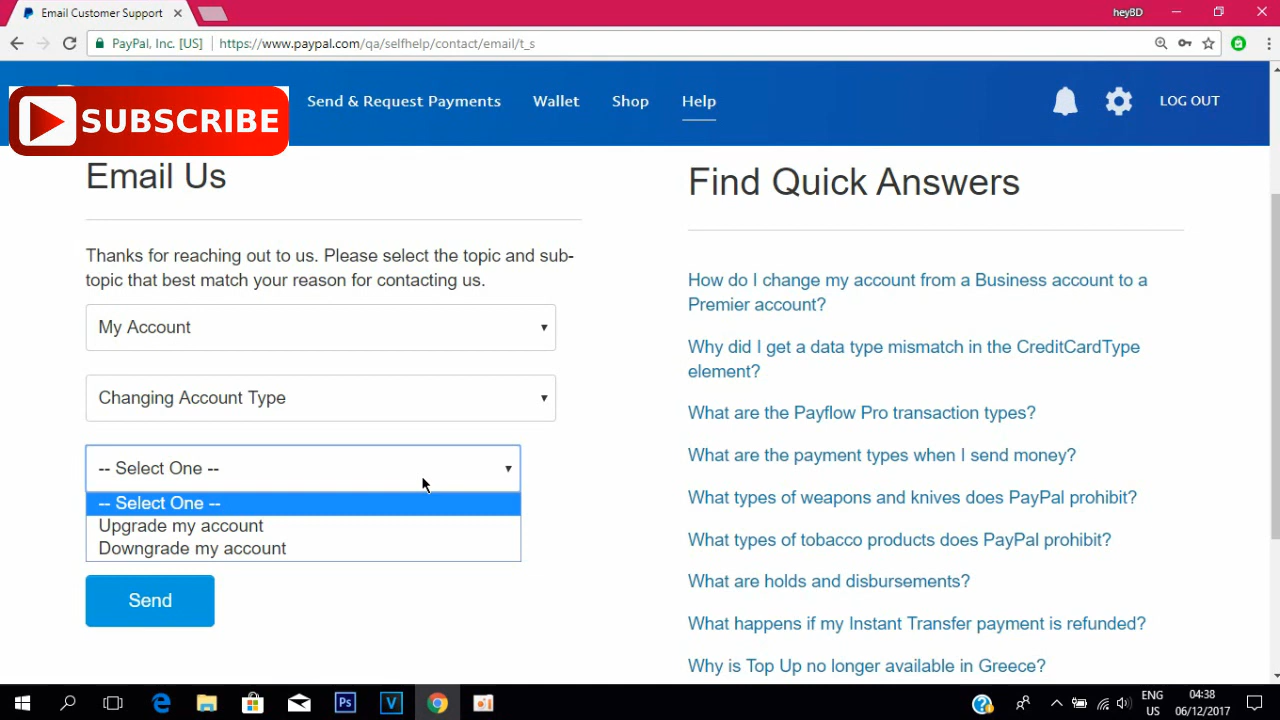 Email Customer Support
heyBD
PayPal, Inc. [US]
https://www.paypal.com/qa/selfhelp/contact/email/t_s
SUBSCRIBE
Send & Request Payments
Wallet
Shop
Help
LOG OUT
Email Us
Thanks for reaching out to us. Please select the topic and sub-
topic that best match your reason for contacting us.
My Account
Changing Account Type
-- Select One --
-- Select One --
Upgrade my account
Downgrade my account
Send
Find Quick Answers
How do I change my account from a Business account to a
Premier account?
Why did I get a data type mismatch in the CreditCardType
element?
What are the Payflow Pro transaction types?
What are the payment types when I send money?
What types of weapons and knives does PayPal prohibit?
What types of tobacco products does PayPal prohibit?
What are holds and disbursements?
What happens if my Instant Transfer payment is refunded?
Why is Top Up no longer available in Greece?
Ps
V
ENG
US
04:38
06/12/2017